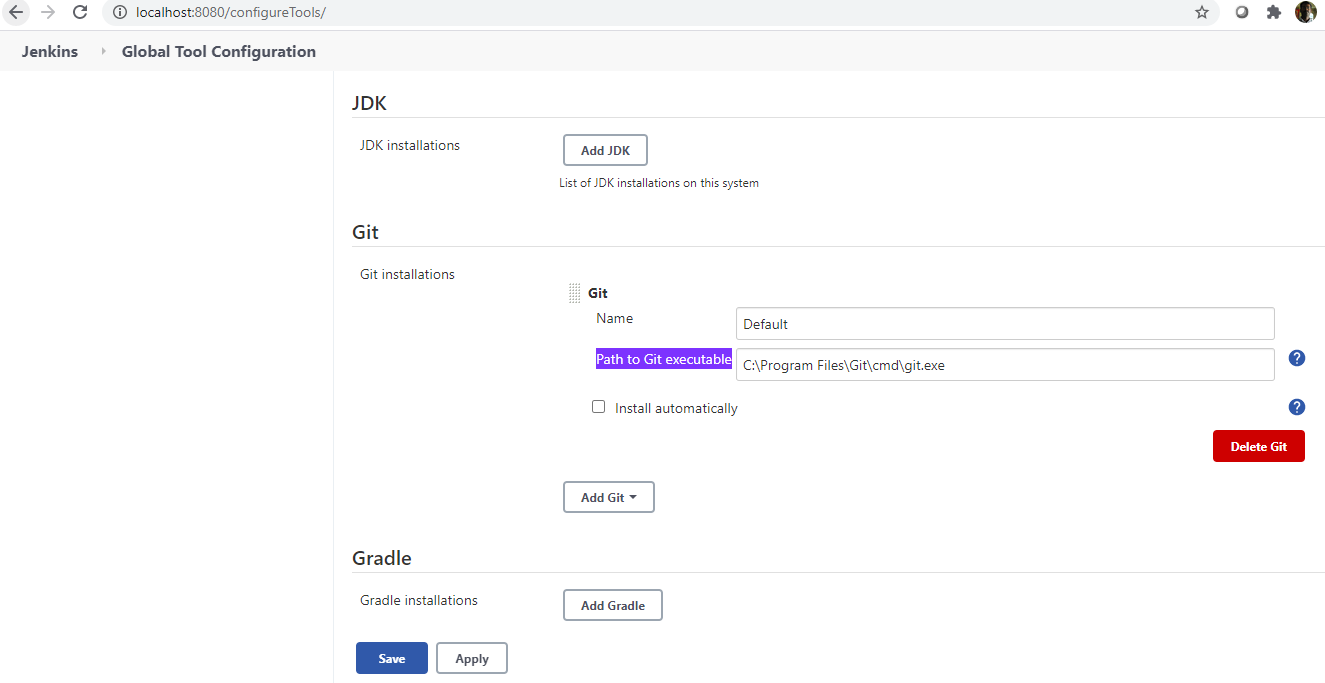 localhost:8080/configureTools/
Jenkins Global Tool Configuration
JDK
JDK installations
Add JDK
List of JDK installations on this system
Git
Git installations
Git
Name
Default
Path to Git executable
C:\Program Files\Git\cmd\git.exe
?
Install automatically
?
Delete Git
Add Git
Gradle
Gradle installations
Add Gradle
Save
Apply